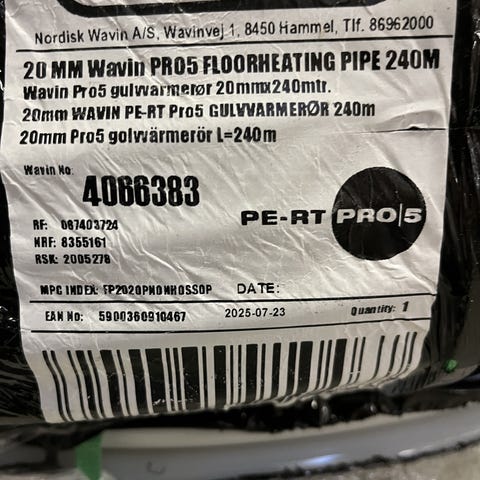 Nordisk Wavin A/S, Wavinvej 1, 8450 Hammel, Tlf. 86962000
20 MM Wavin PRO5 FLOORHEATING PIPE 240M
Wavin Pro5 gulvvarmerør 20mmx240mtr.
20mm WAVIN PE-RT Pro5 GULVVARMERØR 240m
20mm Pro5 golvvärmerör L=240m
Wavin No:
4066383
PE-RT PRO|5
RF: 087403724
NRF: 8355161
RSK: 2005278
MPC INDEX: FP2020PNONHOSSOP DATE:
EAN No: 5900360910467 2025-07-23 Quantity: 1